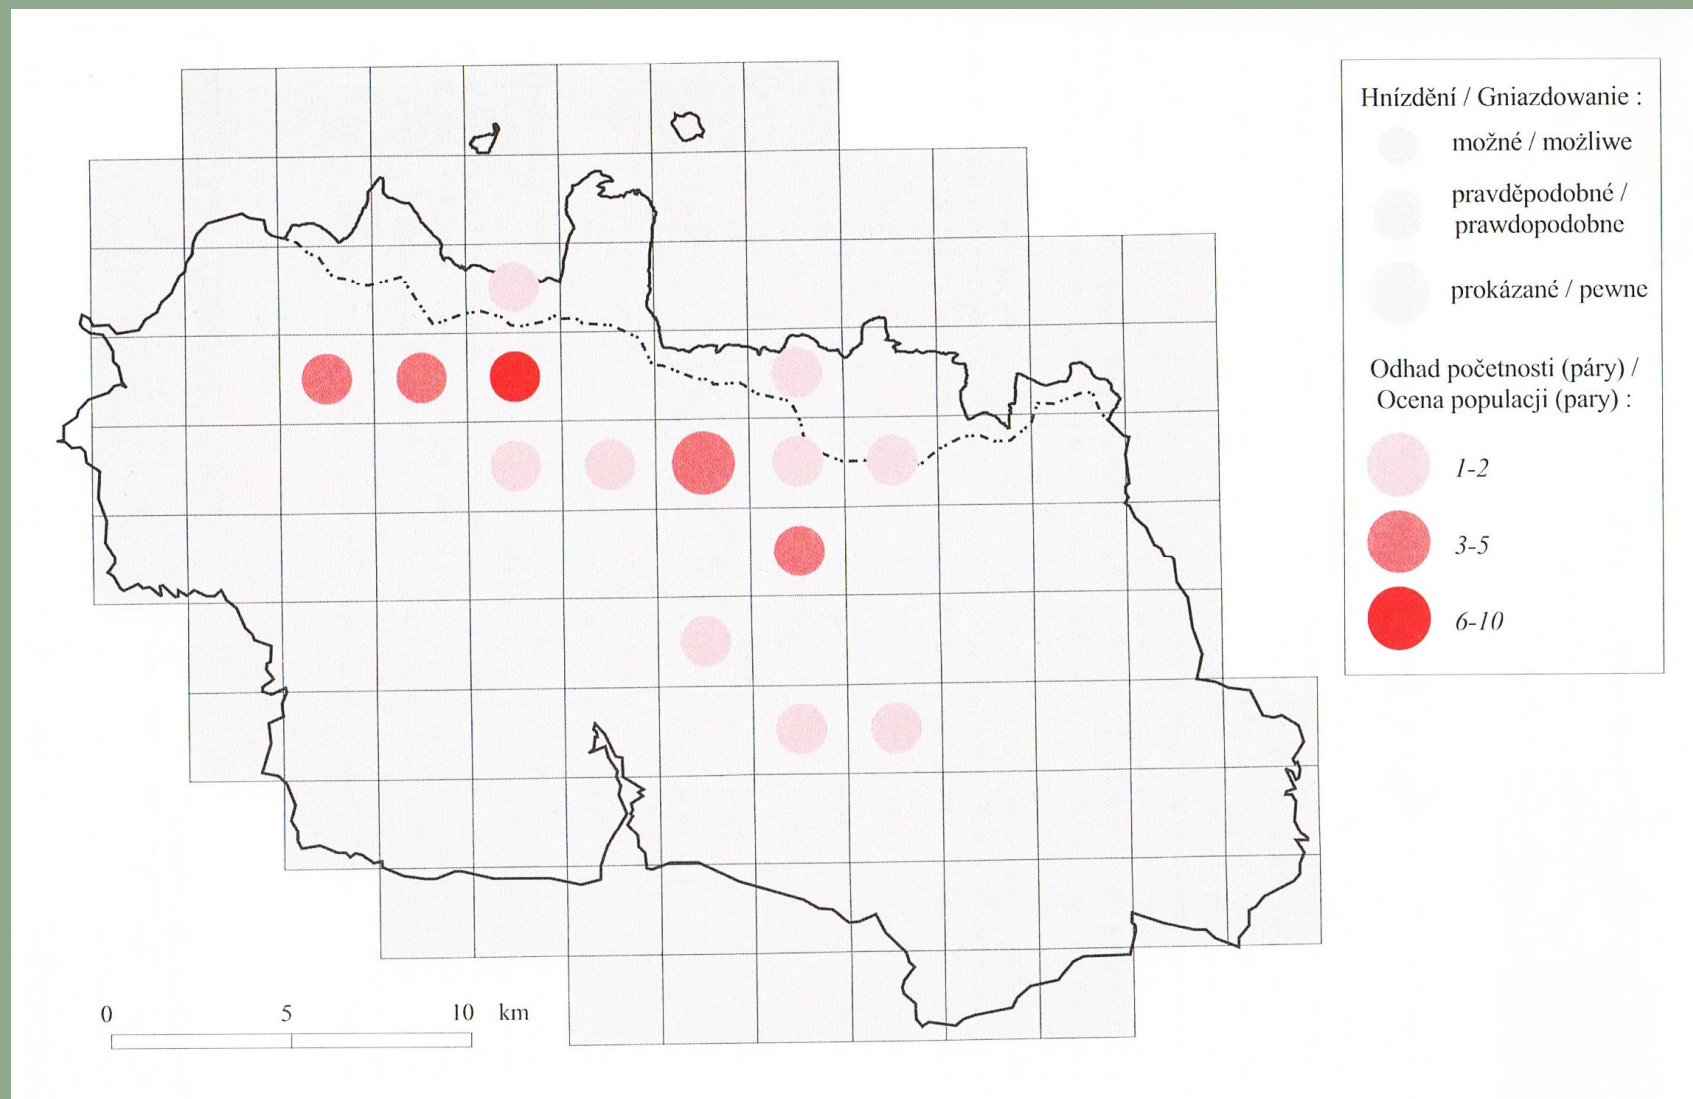 Hnízdění / Gniazdowanie :
možné / możliwe
pravděpodobné /
prawdopodobne
prokázané / pewne
Odhad početnosti (páry) /
Ocena populacji (pary) :
1-2
3-5
6-10
0 5 10 km